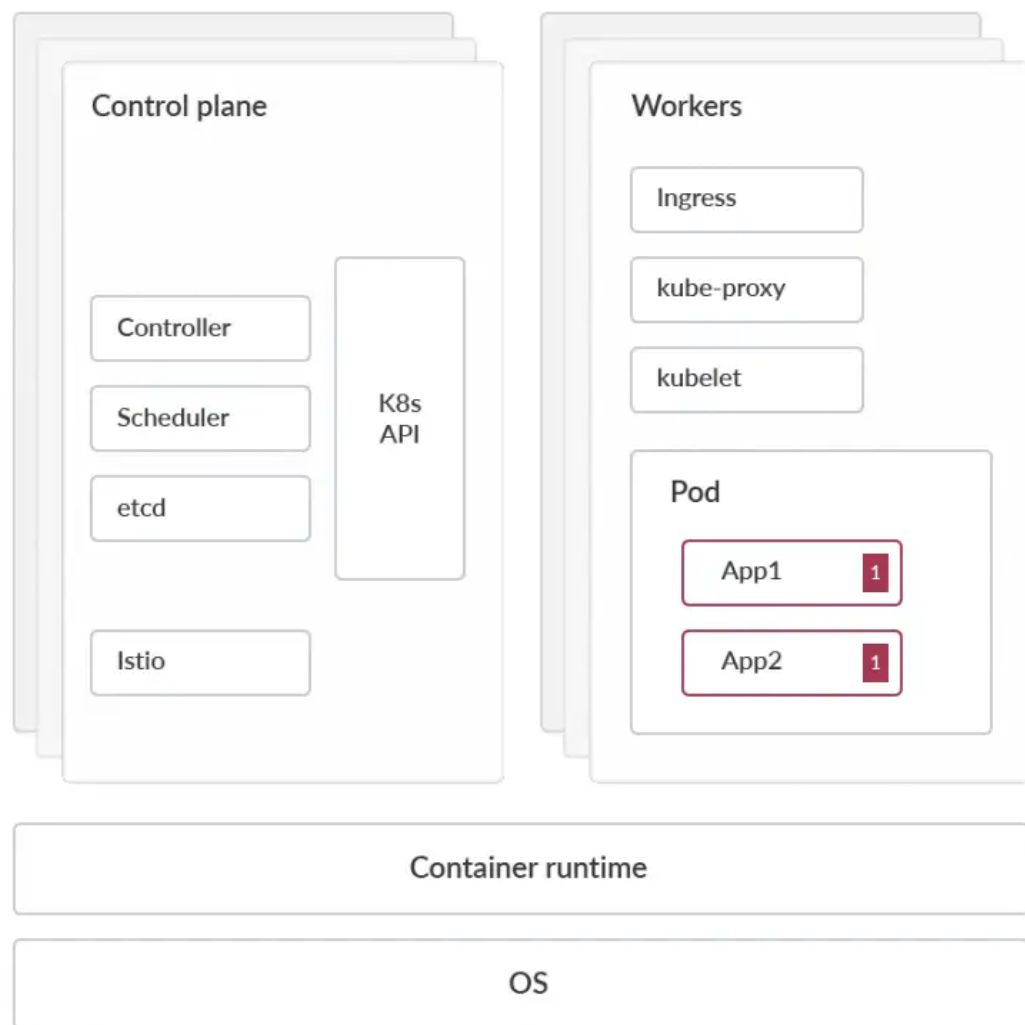 Control plane
Controller
Scheduler
etcd
Istio
K8s
API
Workers
Ingress
kube-proxy
kubelet
Pod
App1 1
App2 1
Container runtime
OS